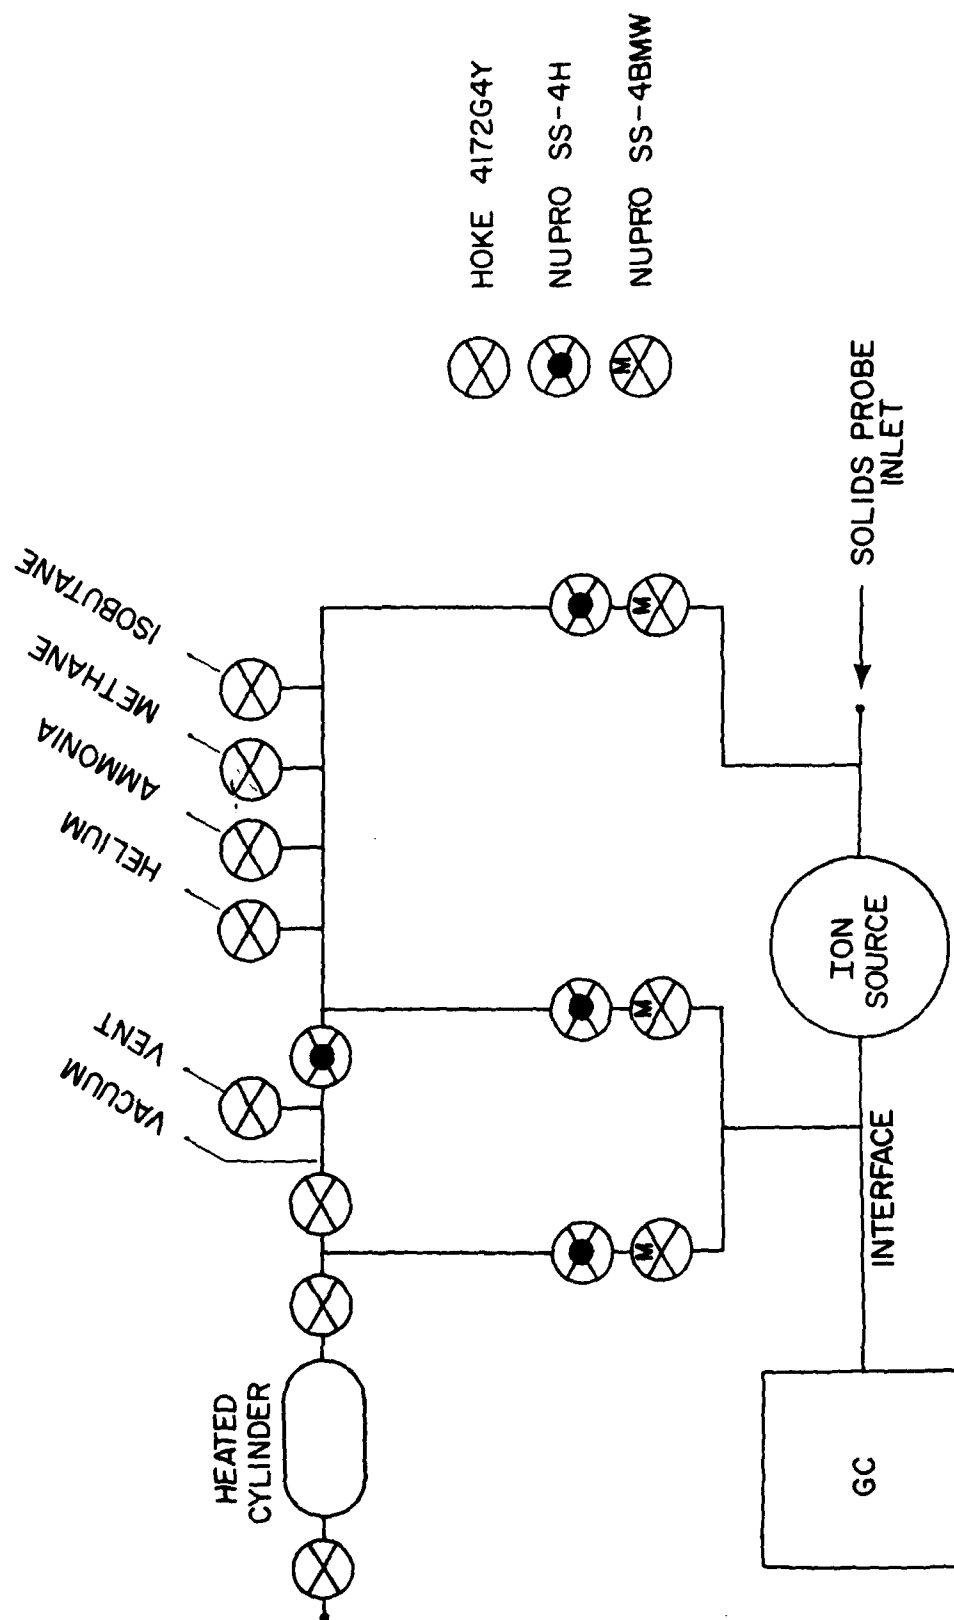 HEATED
CYLINDER
VACUUM
VENT
HELIUM
AMMONIA
METHANE
ISOBUTANE
HOKE 4172G4Y
NUPRO SS-4H
M NUPRO SS-4BMW
M
M
M
GC
INTERFACE
ION
SOURCE
SOLIDS PROBE
INLET